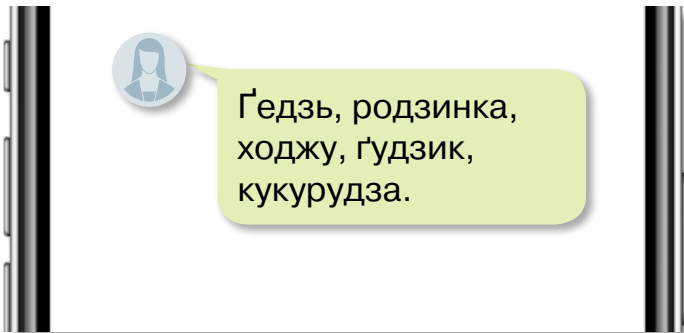 Ґедзь, родзинка,
ходжу, ґудзик,
кукурудза.